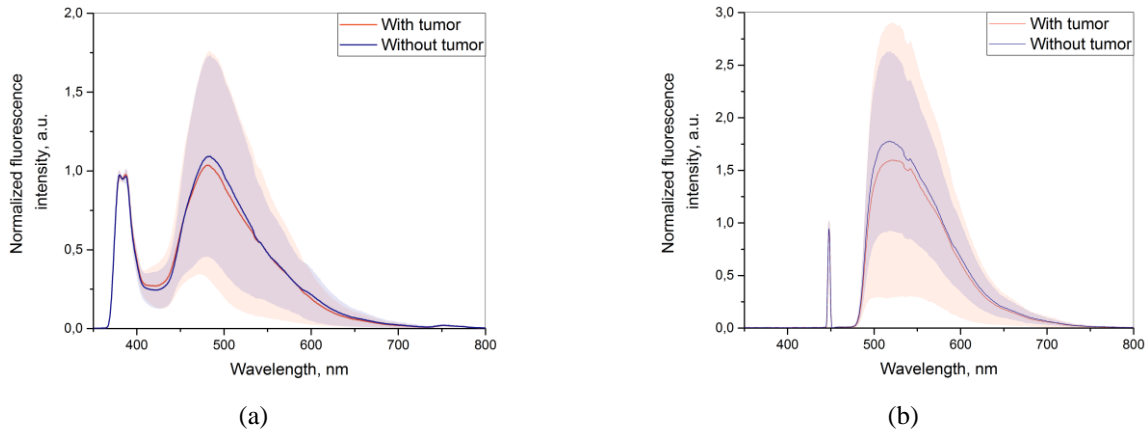 2,0
1,5
1,0
0,5
0,0
400
500
600
700
800
Normalized fluorescence
intensity, a.u.
Wavelength, nm
With tumor
Without tumor
(a)
3,0
2,5
2,0
1,5
1,0
0,5
0,0
400
500
600
700
800
Normalized fluorescence
intensity, a.u.
Wavelength, nm
With tumor
Without tumor
(b)